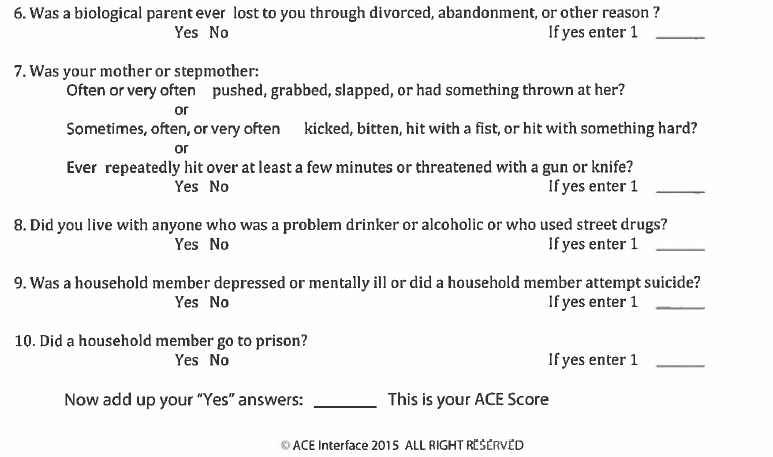 6. Was a biological parent ever lost to you through divorced, abandonment, or other reason ?
Yes No If yes enter 1 _____
7. Was your mother or stepmother:
Often or very often pushed, grabbed, slapped, or had something thrown at her?
or
Sometimes, often, or very often kicked, bitten, hit with a fist, or hit with something hard?
or
Ever repeatedly hit over at least a few minutes or threatened with a gun or knife?
Yes No If yes enter 1 _____
8. Did you live with anyone who was a problem drinker or alcoholic or who used street drugs?
Yes No If yes enter 1 _____
9. Was a household member depressed or mentally ill or did a household member attempt suicide?
Yes No If yes enter 1 _____
10. Did a household member go to prison?
Yes No If yes enter 1 _____
Now add up your "Yes" answers: ______ This is your ACE Score
© ACE Interface 2015 ALL RIGHT RESERVED